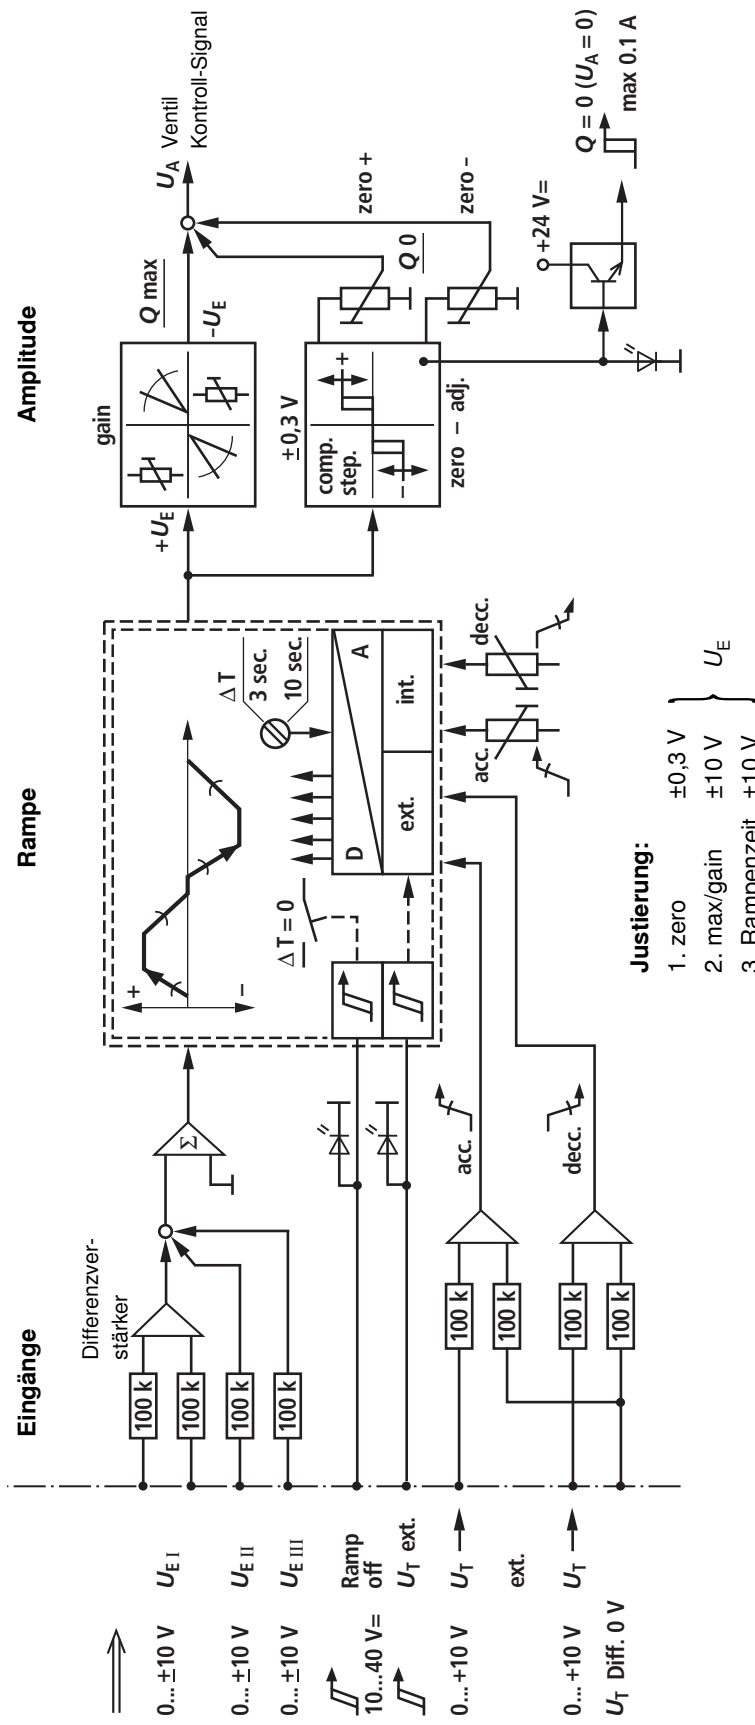 Eingänge
Rampe
Amplitude
0... ±10 V U_E I
0... ±10 V U_E II
0... ±10 V U_E III
10...40 V=
Ramp off
U_T ext.
0... +10 V U_T
ext.
0... +10 V U_T
U_T Diff. 0 V
100 k
100 k
100 k
100 k
Differenzver-
stärker
Σ
100 k
100 k
100 k
100 k
acc.
decc.
+
−
Δ T = 0
Δ T
3 sec.
10 sec.
D
A
ext.
int.
acc.
decc.
+U_E
gain
-U_E
Q max
U_A Ventil
Kontroll-Signal
±0,3 V
comp.
step.
+
−
zero – adj.
Q 0
zero +
zero -
+24 V=
Q = 0 (U_A = 0)
max 0.1 A
Justierung:
1. zero ±0,3 V
2. max/gain ±10 V
3. Rampenzeit ±10 V
U_E